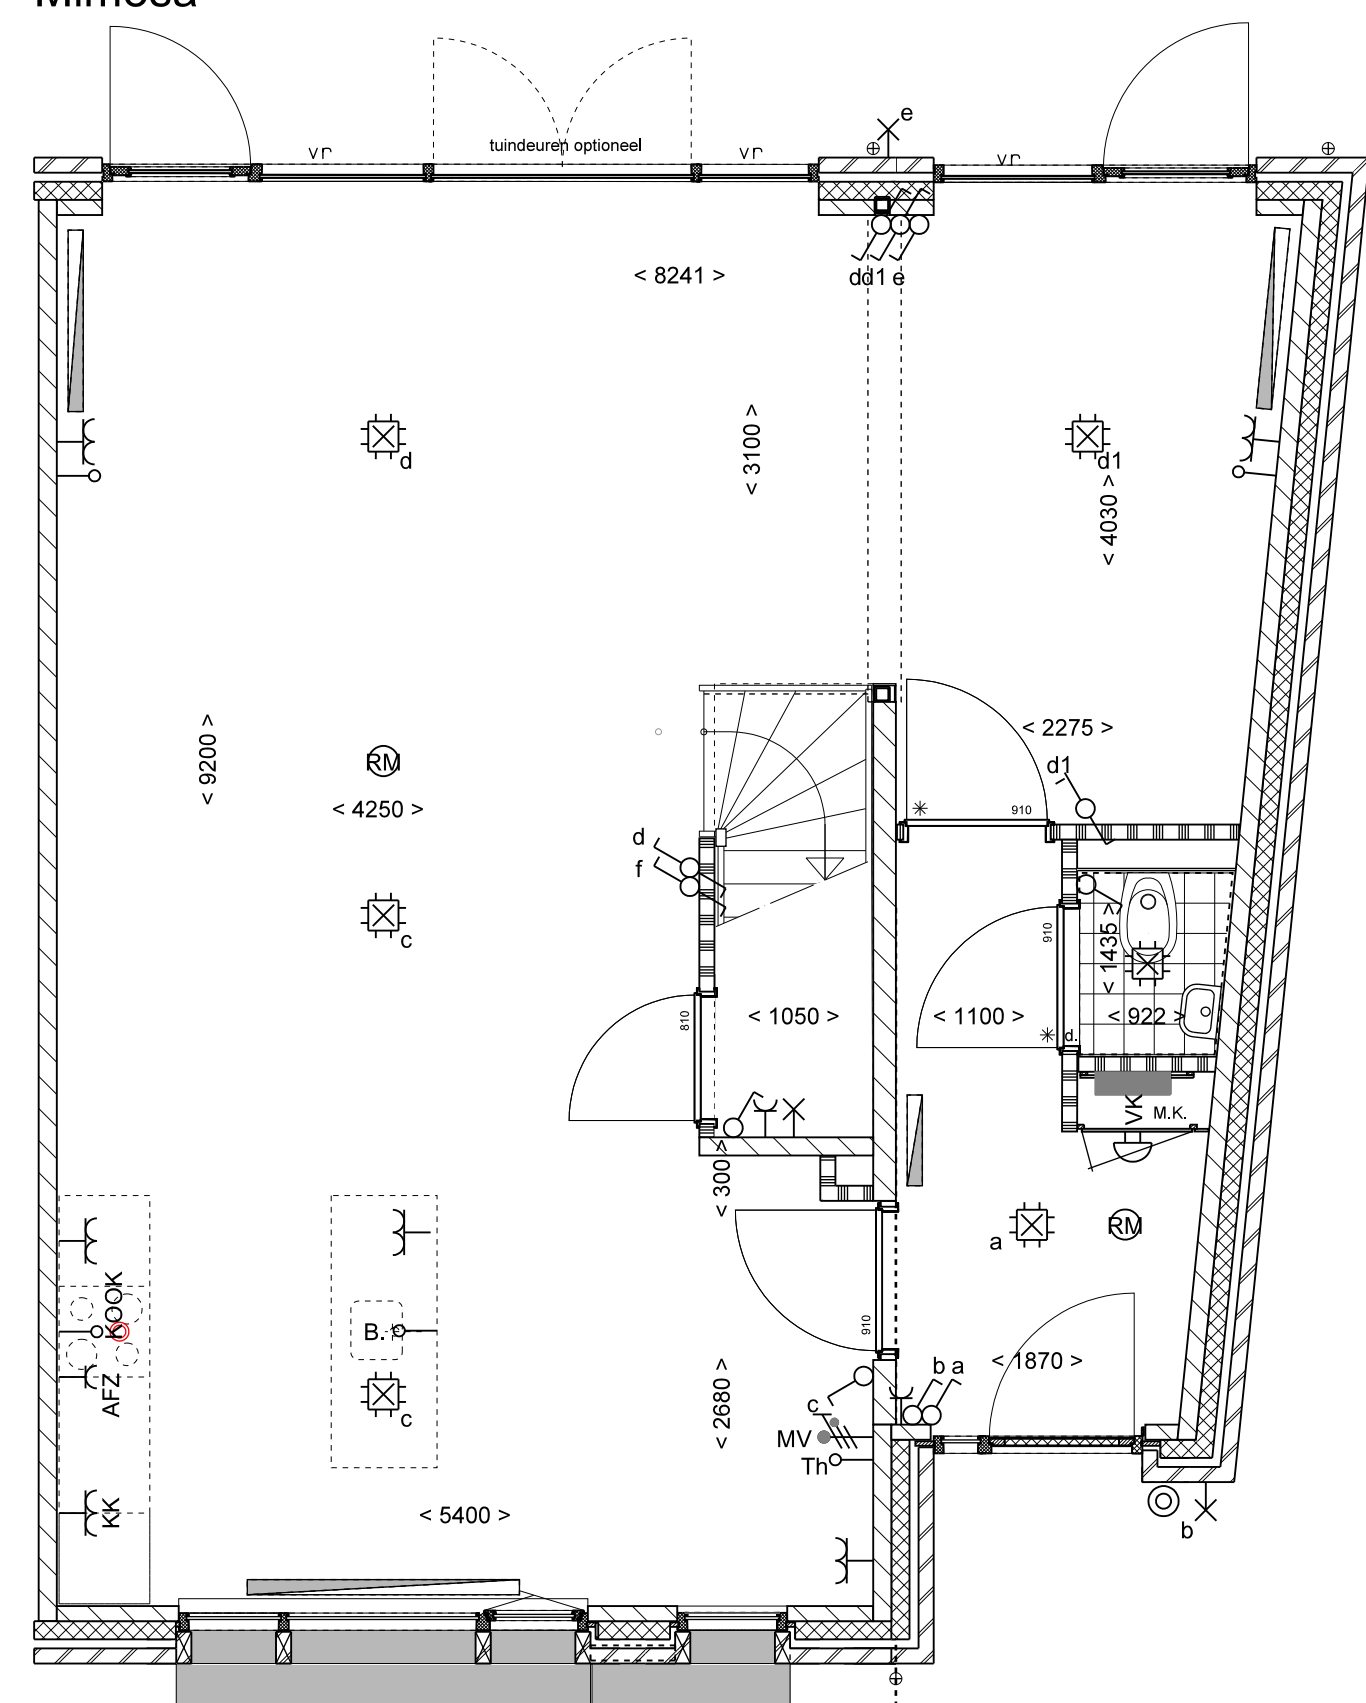 Mimosa
e
vr
tuindeuren optioneel
vr
vr
< 8241 >
dd1 e
< 3100 >
d
d1
< 4030 >
< 9200 >
RM
< 4250 >
< 2275 >
d1
910
d
f
< 1435 >
910
810
< 1050 >
< 1100 >
d.
< 922 >
VK
M.K.
< 300 >
a
RM
KOOK
B.
910
AFZ
c
c
b a
< 1870 >
c
< 2680 >
MV
Th
KK
< 5400 >
b